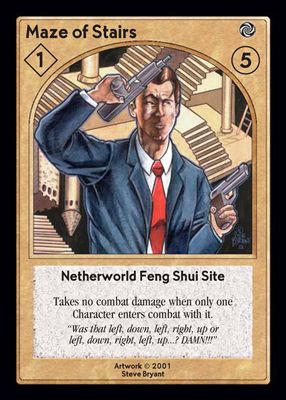 Maze of Stairs
1
5
Netherworld Feng Shui Site
Takes no combat damage when only one
Character enters combat with it.
"Was that left, down, left, right, up or
left, down, right, left, up...? DAMN!!!"
Artwork © 2001
Steve Bryant